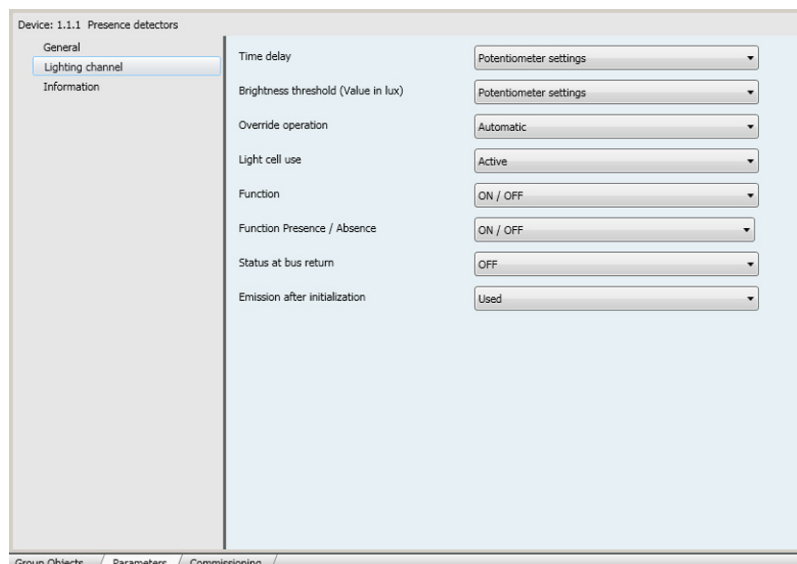 Device: 1.1.1 Presence detectors
General
Lighting channel
Information
Time delay
Potentiometer settings
Brightness threshold (Value in lux)
Potentiometer settings
Override operation
Automatic
Light cell use
Active
Function
ON / OFF
Function Presence / Absence
ON / OFF
Status at bus return
OFF
Emission after initialization
Used
Group Objects / Parameters / Commissioning /